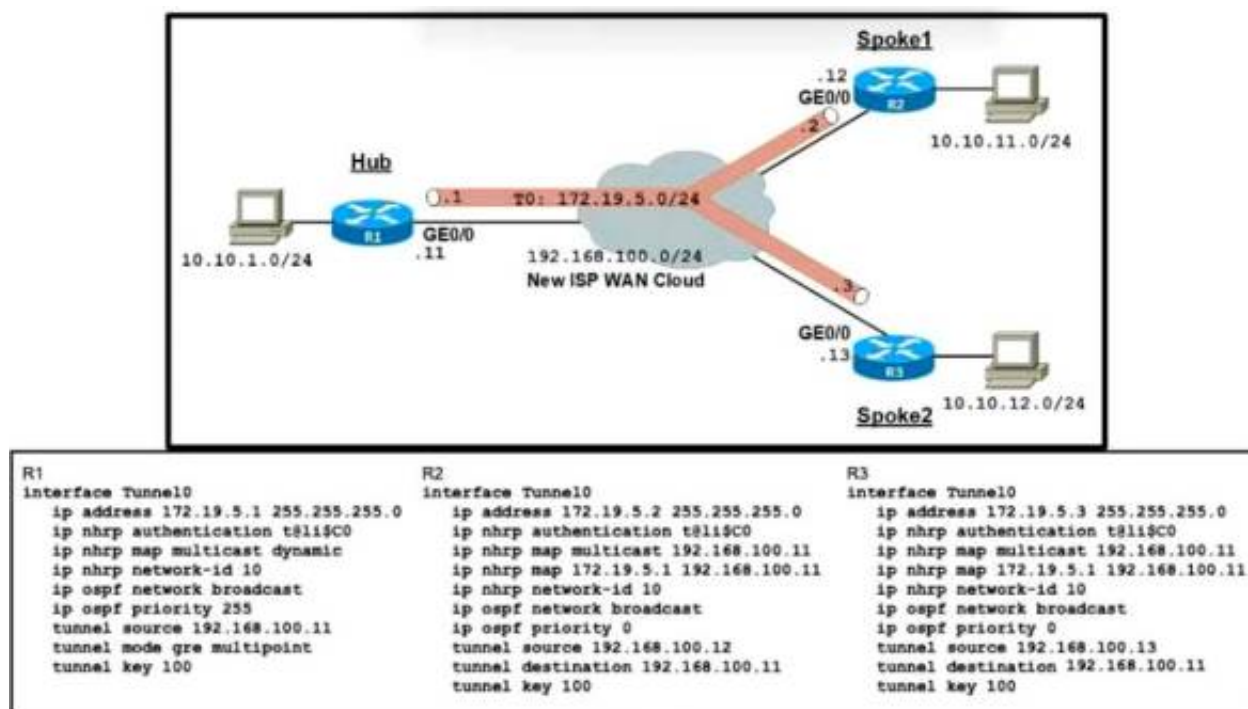 Spoke1
.12
GE0/0
R2
.2
10.10.11.0/24
Hub
.1
T0: 172.19.5.0/24
R1
GE0/0
.11
10.10.1.0/24
192.168.100.0/24
New ISP WAN Cloud
.3
GE0/0
.13
R3
10.10.12.0/24
Spoke2
R1
interface Tunnel0
ip address 172.19.5.1 255.255.255.0
ip nhrp authentication t@li$C0
ip nhrp map multicast dynamic
ip nhrp network-id 10
ip ospf network broadcast
ip ospf priority 255
tunnel source 192.168.100.11
tunnel mode gre multipoint
tunnel key 100
R2
interface Tunnel0
ip address 172.19.5.2 255.255.255.0
ip nhrp authentication t@li$C0
ip nhrp map multicast 192.168.100.11
ip nhrp map 172.19.5.1 192.168.100.11
ip nhrp network-id 10
ip ospf network broadcast
ip ospf priority 0
tunnel source 192.168.100.12
tunnel destination 192.168.100.11
tunnel key 100
R3
interface Tunnel0
ip address 172.19.5.3 255.255.255.0
ip nhrp authentication t@li$C0
ip nhrp map multicast 192.168.100.11
ip nhrp map 172.19.5.1 192.168.100.11
ip nhrp network-id 10
ip ospf network broadcast
ip ospf priority 0
tunnel source 192.168.100.13
tunnel destination 192.168.100.11
tunnel key 100